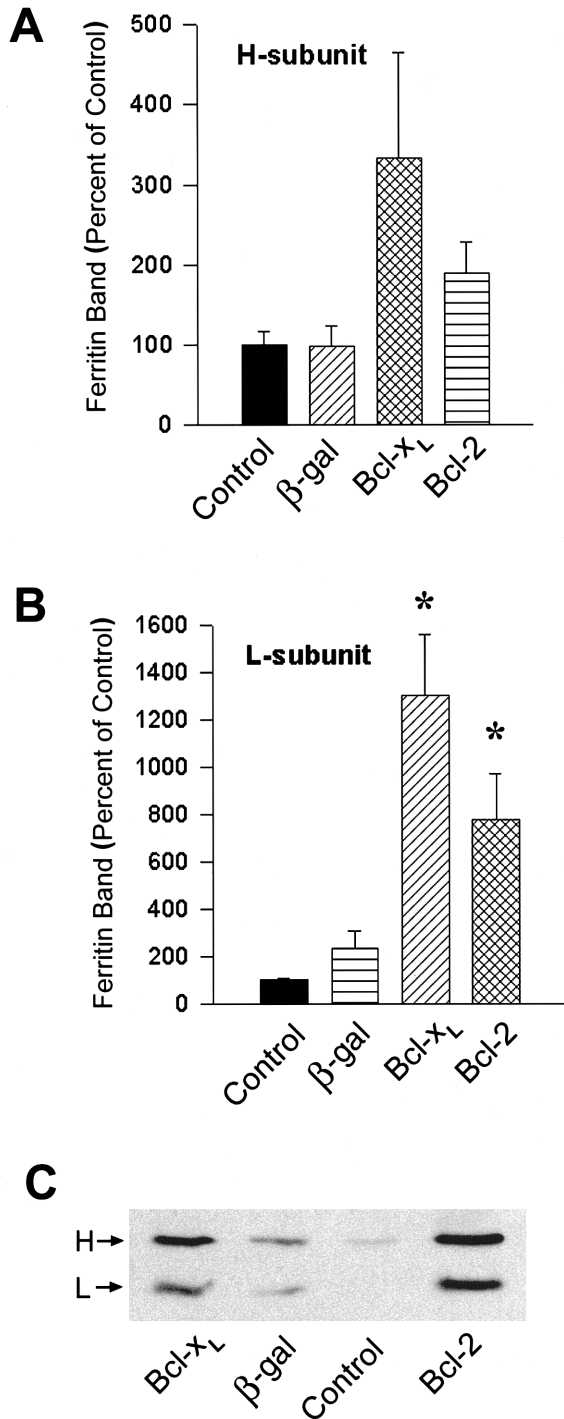 A
H-subunit
Ferritin Band (Percent of Control)
500
400
300
200
100
0
Control
β-gal
Bcl-xL
Bcl-2
B
L-subunit
Ferritin Band (Percent of Control)
1600
1400
1200
1000
800
600
400
200
0
*
*
Control
β-gal
Bcl-xL
Bcl-2
C
H→
L→
Bcl-xL
β-gal
Control
Bcl-2